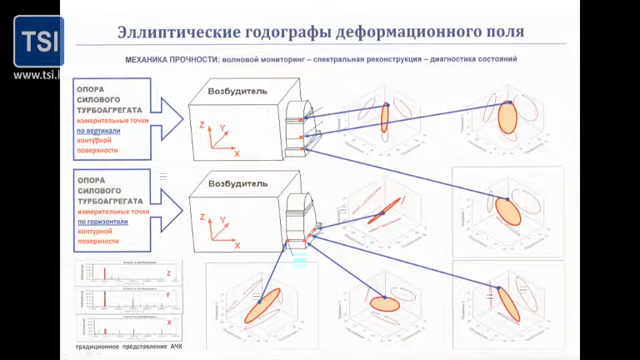 Эллиптические годографы деформационного поля
TSI
www.tsi.l
МЕХАНИКА ПРОЧНОСТИ: волновой мониторинг – спектральная реконструкция – диагностика состояний
ОПОРА
СИЛОВОГО
ТУРБОАГРЕГАТА
измерительные точки
по вертикали
контурной
поверхности
Возбудитель
Z
Y
X
ОПОРА
СИЛОВОГО
ТУРБОАГРЕГАТА
измерительные точки
по горизонтали
контурной
поверхности
Возбудитель
Z
Y
X
Z
Y
X
традиционное представление АЧХ